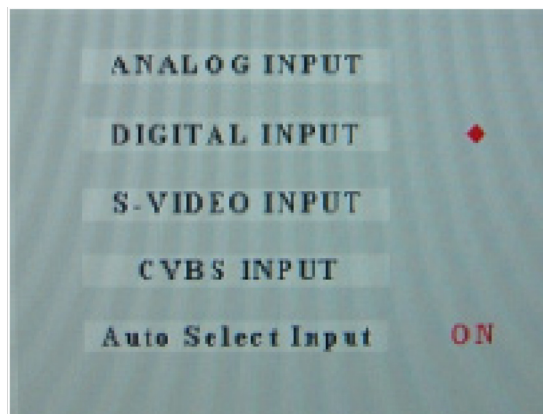 ANALOG INPUT
DIGITAL INPUT
S-VIDEO INPUT
CVBS INPUT
Auto Select Input ON